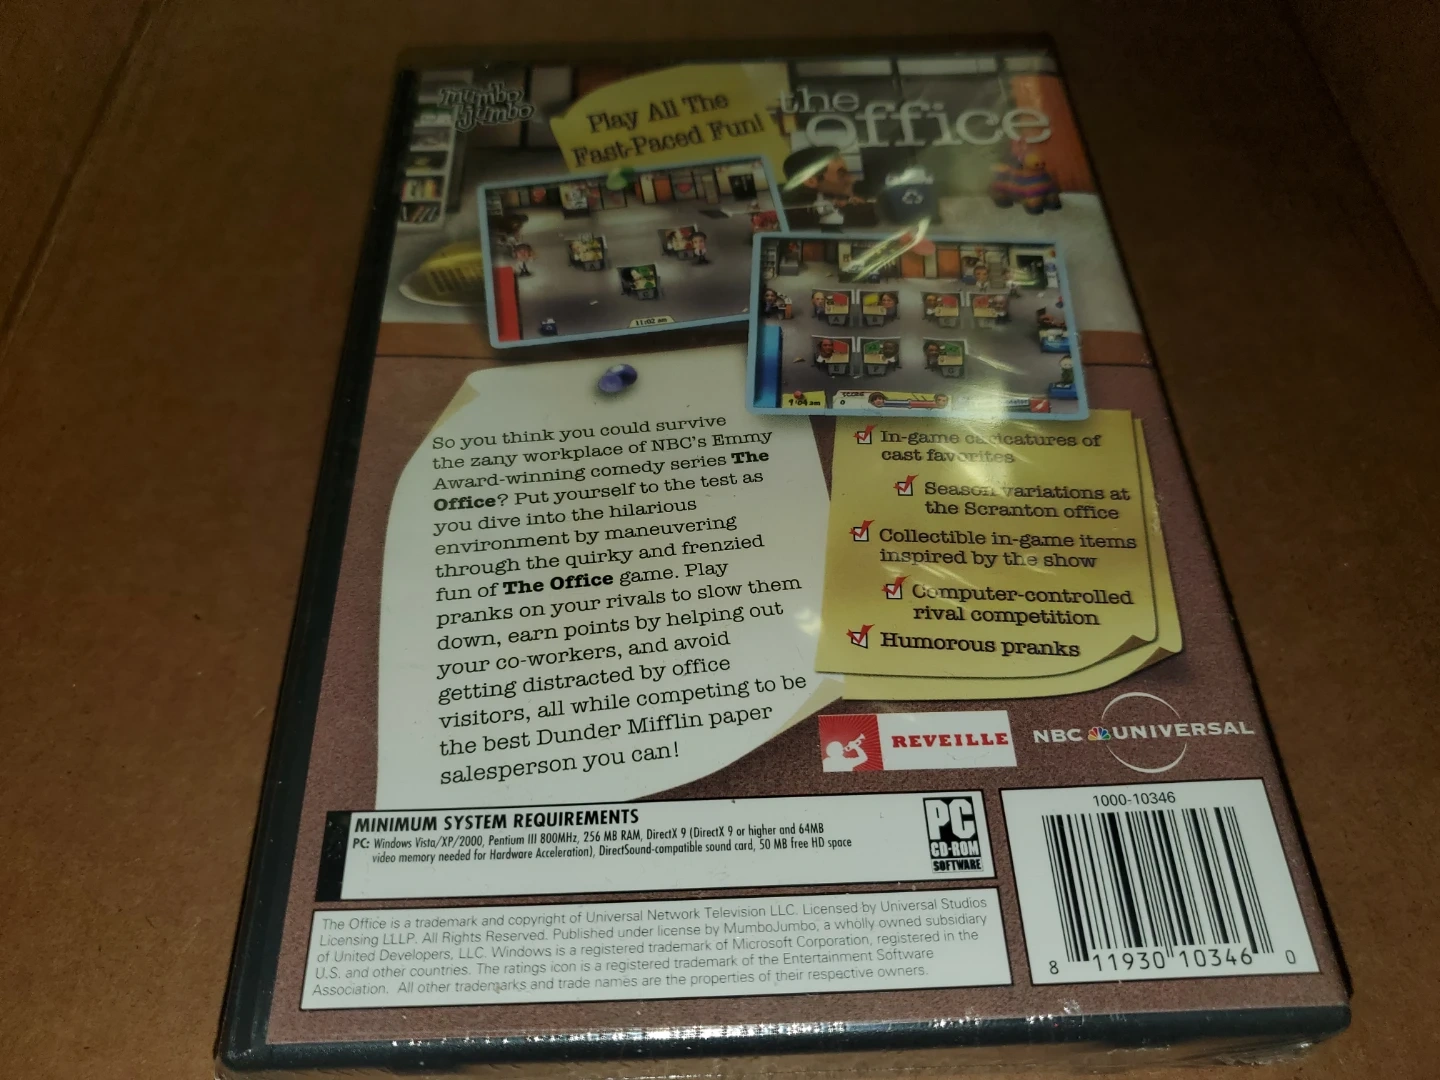 mumbo
jumbo
Play All The
Fast-Paced Fun!
the
office
11:02 am
9:04 am
0
So you think you could survive
the zany workplace of NBC's Emmy
Award-winning comedy series The
Office? Put yourself to the test as
you dive into the hilarious
environment by maneuvering
through the quirky and frenzied
fun of The Office game. Play
pranks on your rivals to slow them
down, earn points by helping out
your co-workers, and avoid
getting distracted by office
visitors, all while competing to be
the best Dunder Mifflin paper
salesperson you can!
In-game caricatures of
cast favorites
Season variations at
the Scranton office
Collectible in-game items
inspired by the show
Computer-controlled
rival competition
Humorous pranks
REVEILLE
NBC UNIVERSAL
MINIMUM SYSTEM REQUIREMENTS
PC: Windows Vista/XP/2000, Pentium III 800MHz, 256 MB RAM, DirectX 9 (DirectX 9 or higher and 64MB
video memory needed for Hardware Acceleration), DirectSound-compatible sound card, 50 MB free HD space
PC
CD-ROM
SOFTWARE
The Office is a trademark and copyright of Universal Network Television LLC. Licensed by Universal Studios
Licensing LLLP. All Rights Reserved. Published under license by MumboJumbo, a wholly owned subsidiary
of United Developers, LLC. Windows is a registered trademark of Microsoft Corporation, registered in the
U.S. and other countries. The ratings icon is a registered trademark of the Entertainment Software
Association. All other trademarks and trade names are the properties of their respective owners.
1000-10346
8 11930 10346 0